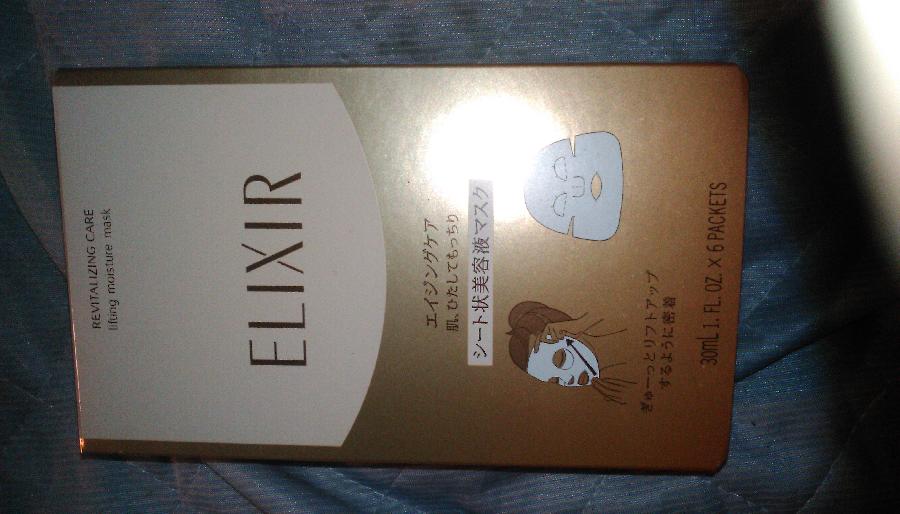 REVITALIZING CARE
lifting moisture mask
ELIXIR
エイジングケア
肌、ひたしてもっちり
シート状美容液マスク
ぎゅーっとリフトアップ
するように密着
30mL 1 FL. OZ. X 6 PACKETS